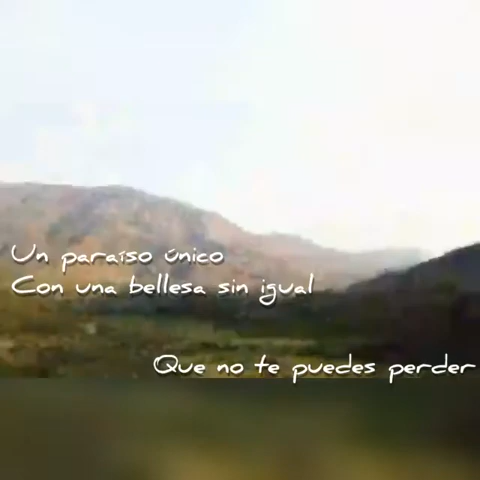 Un paraíso único
Con una bellesa sin igual
Que no te puedes perder